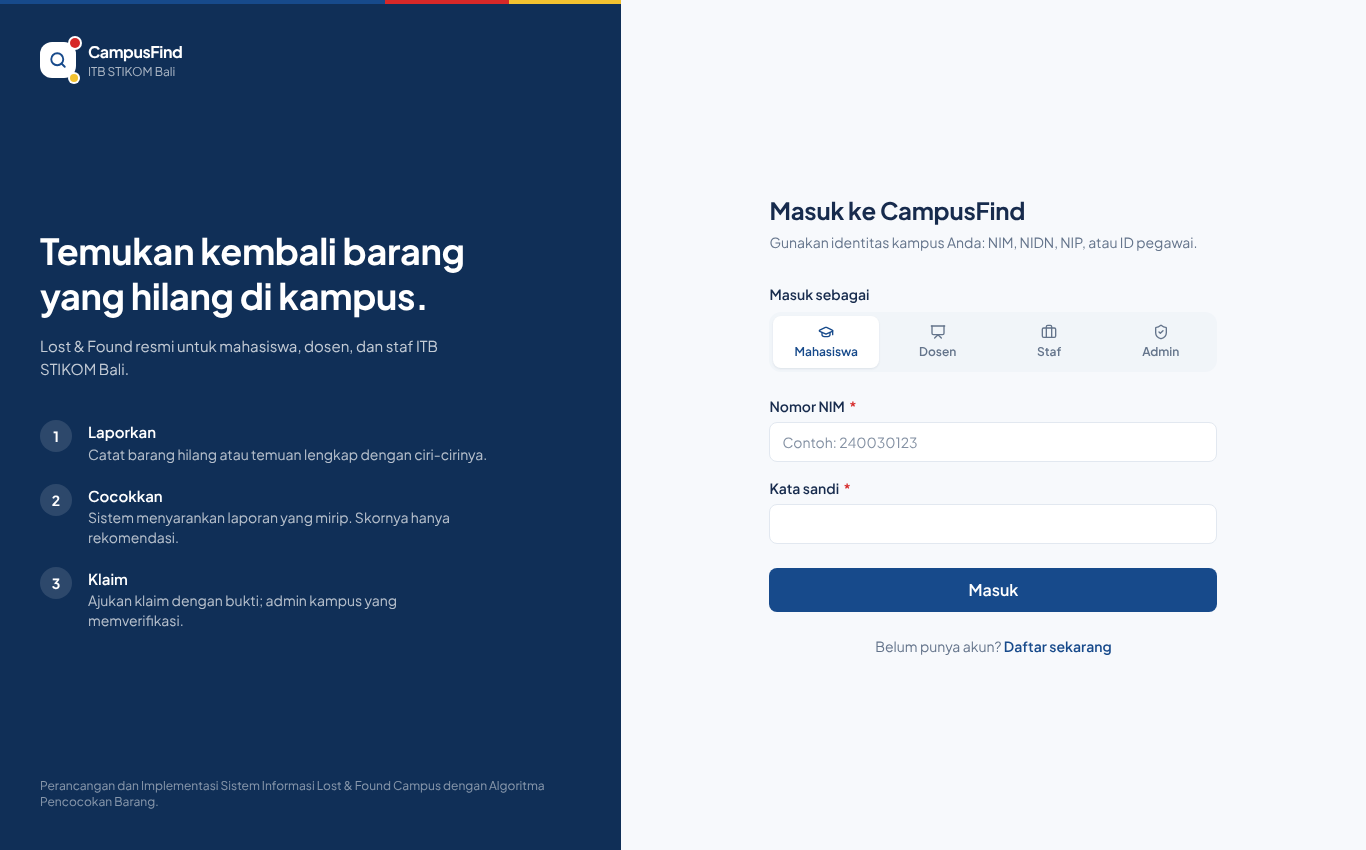 CampusFind
ITB STIKOM Bali
Temukan kembali barang
yang hilang di kampus.
Lost & Found resmi untuk mahasiswa, dosen, dan staf ITB
STIKOM Bali.
1
Laporkan
Catat barang hilang atau temuan lengkap dengan ciri-cirinya.
2
Cocokkan
Sistem menyarankan laporan yang mirip. Skornya hanya
rekomendasi.
3
Klaim
Ajukan klaim dengan bukti; admin kampus yang
memverifikasi.
Perancangan dan Implementasi Sistem Informasi Lost & Found Campus dengan Algoritma
Pencocokan Barang.
Masuk ke CampusFind
Gunakan identitas kampus Anda: NIM, NIDN, NIP, atau ID pegawai.
Masuk sebagai
Mahasiswa
Dosen
Staf
Admin
Nomor NIM *
Contoh: 240030123
Kata sandi *
Masuk
Belum punya akun? Daftar sekarang